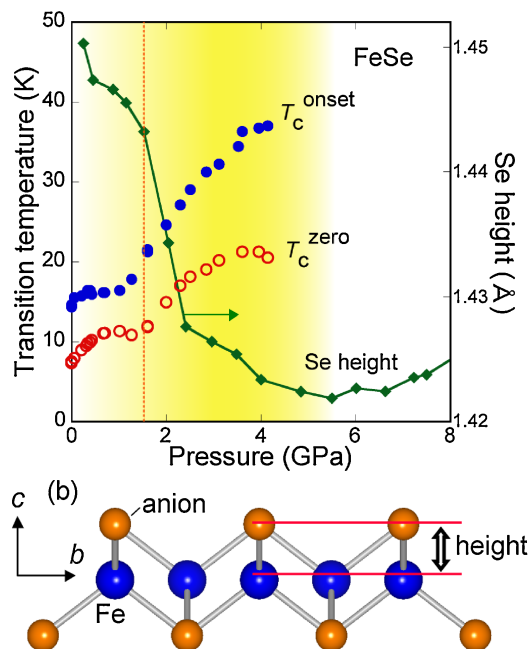 50
40
30
20
10
0
Transition temperature (K)
FeSe
T_c^onset
T_c^zero
Se height
1.45
1.44
1.43
1.42
Se height (Å)
0
2
4
6
8
Pressure (GPa)
(b)
c
b
anion
Fe
height